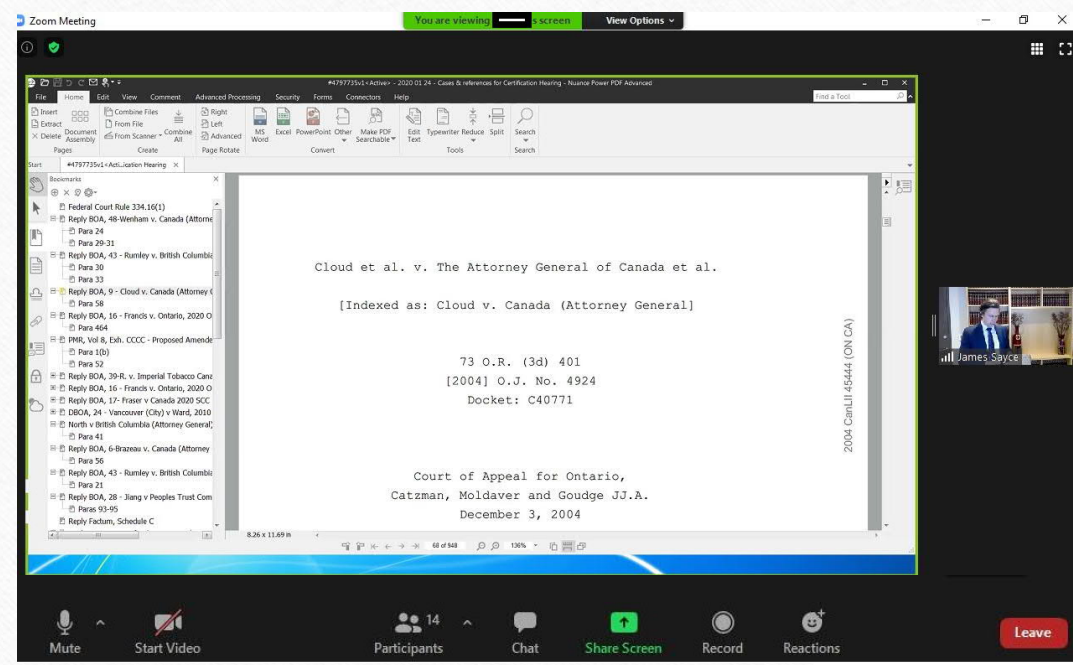 Zoom Meeting
You are viewing
s screen
View Options
#4797735v1<Active> - 2020 01 24 - Cases & references for Certification Hearing - Nuance Power PDF Advanced
File Home Edit View Comment Advanced Processing Security Forms Connectors Help
Find a Tool
Insert
Extract
Delete
Document Assembly
Pages
Combine Files
From File
From Scanner
Combine All
Create
Right
Left
Advanced
Page Rotate
MS Word
Excel
PowerPoint
Other
Make PDF Searchable
Convert
Edit Text
Typewriter
Reduce
Split
Tools
Search
Search
Start
#4797735v1<Acti...ication Hearing
Bookmarks
Federal Court Rule 334.16(1)
Reply BOA, 48-Wenham v. Canada (Attorne
Para 24
Para 29-31
Reply BOA, 43 - Rumley v. British Columbia
Para 30
Para 33
Reply BOA, 9 - Cloud v. Canada (Attorney G
Para 58
Reply BOA, 16 - Francis v. Ontario, 2020 O
Para 464
PMR, Vol 8, Exh. CCCC - Proposed Amende
Para 1(b)
Para 52
Reply BOA, 39-R. v. Imperial Tobacco Cana
Reply BOA, 16 - Francis v. Ontario, 2020 O
Reply BOA, 17- Fraser v Canada 2020 SCC
DBOA, 24 - Vancouver (City) v Ward, 2010
North v British Columbia (Attorney General)
Para 41
Reply BOA, 6-Brazeau v. Canada (Attorney
Para 56
Reply BOA, 43 - Rumley v. British Columbia
Para 21
Reply BOA, 28 - Jiang v Peoples Trust Com
Paras 93-95
Reply Factum, Schedule C
Cloud et al. v. The Attorney General of Canada et al.
[Indexed as: Cloud v. Canada (Attorney General]
73 O.R. (3d) 401
[2004] O.J. No. 4924
Docket: C40771
Court of Appeal for Ontario,
Catzman, Moldaver and Goudge JJ.A.
December 3, 2004
2004 CanLII 45444 (ON CA)
8.26 x 11.69 in
68 of 948
136%
James Sayce
Mute
Start Video
Participants
14
Chat
Share Screen
Record
Reactions
Leave